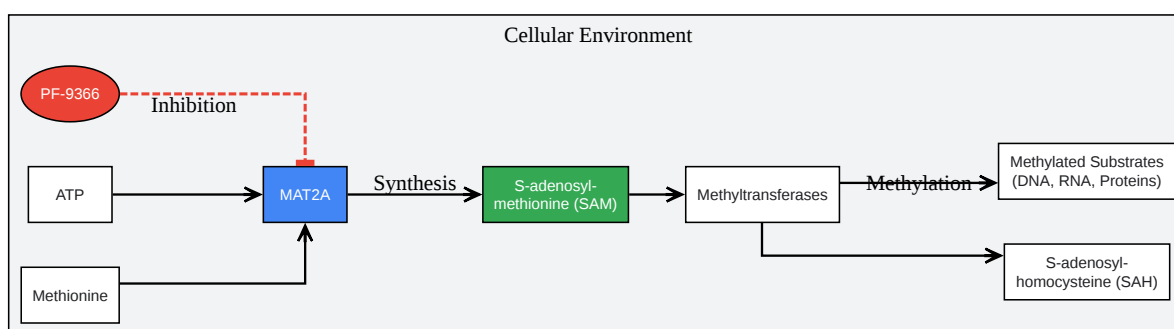 Cellular Environment
PF-9366
Inhibition
ATP
MAT2A
Synthesis
S-adenosyl-
methionine (SAM)
Methyltransferases
Methylation
Methylated Substrates
(DNA, RNA, Proteins)
Methionine
S-adenosyl-
homocysteine (SAH)